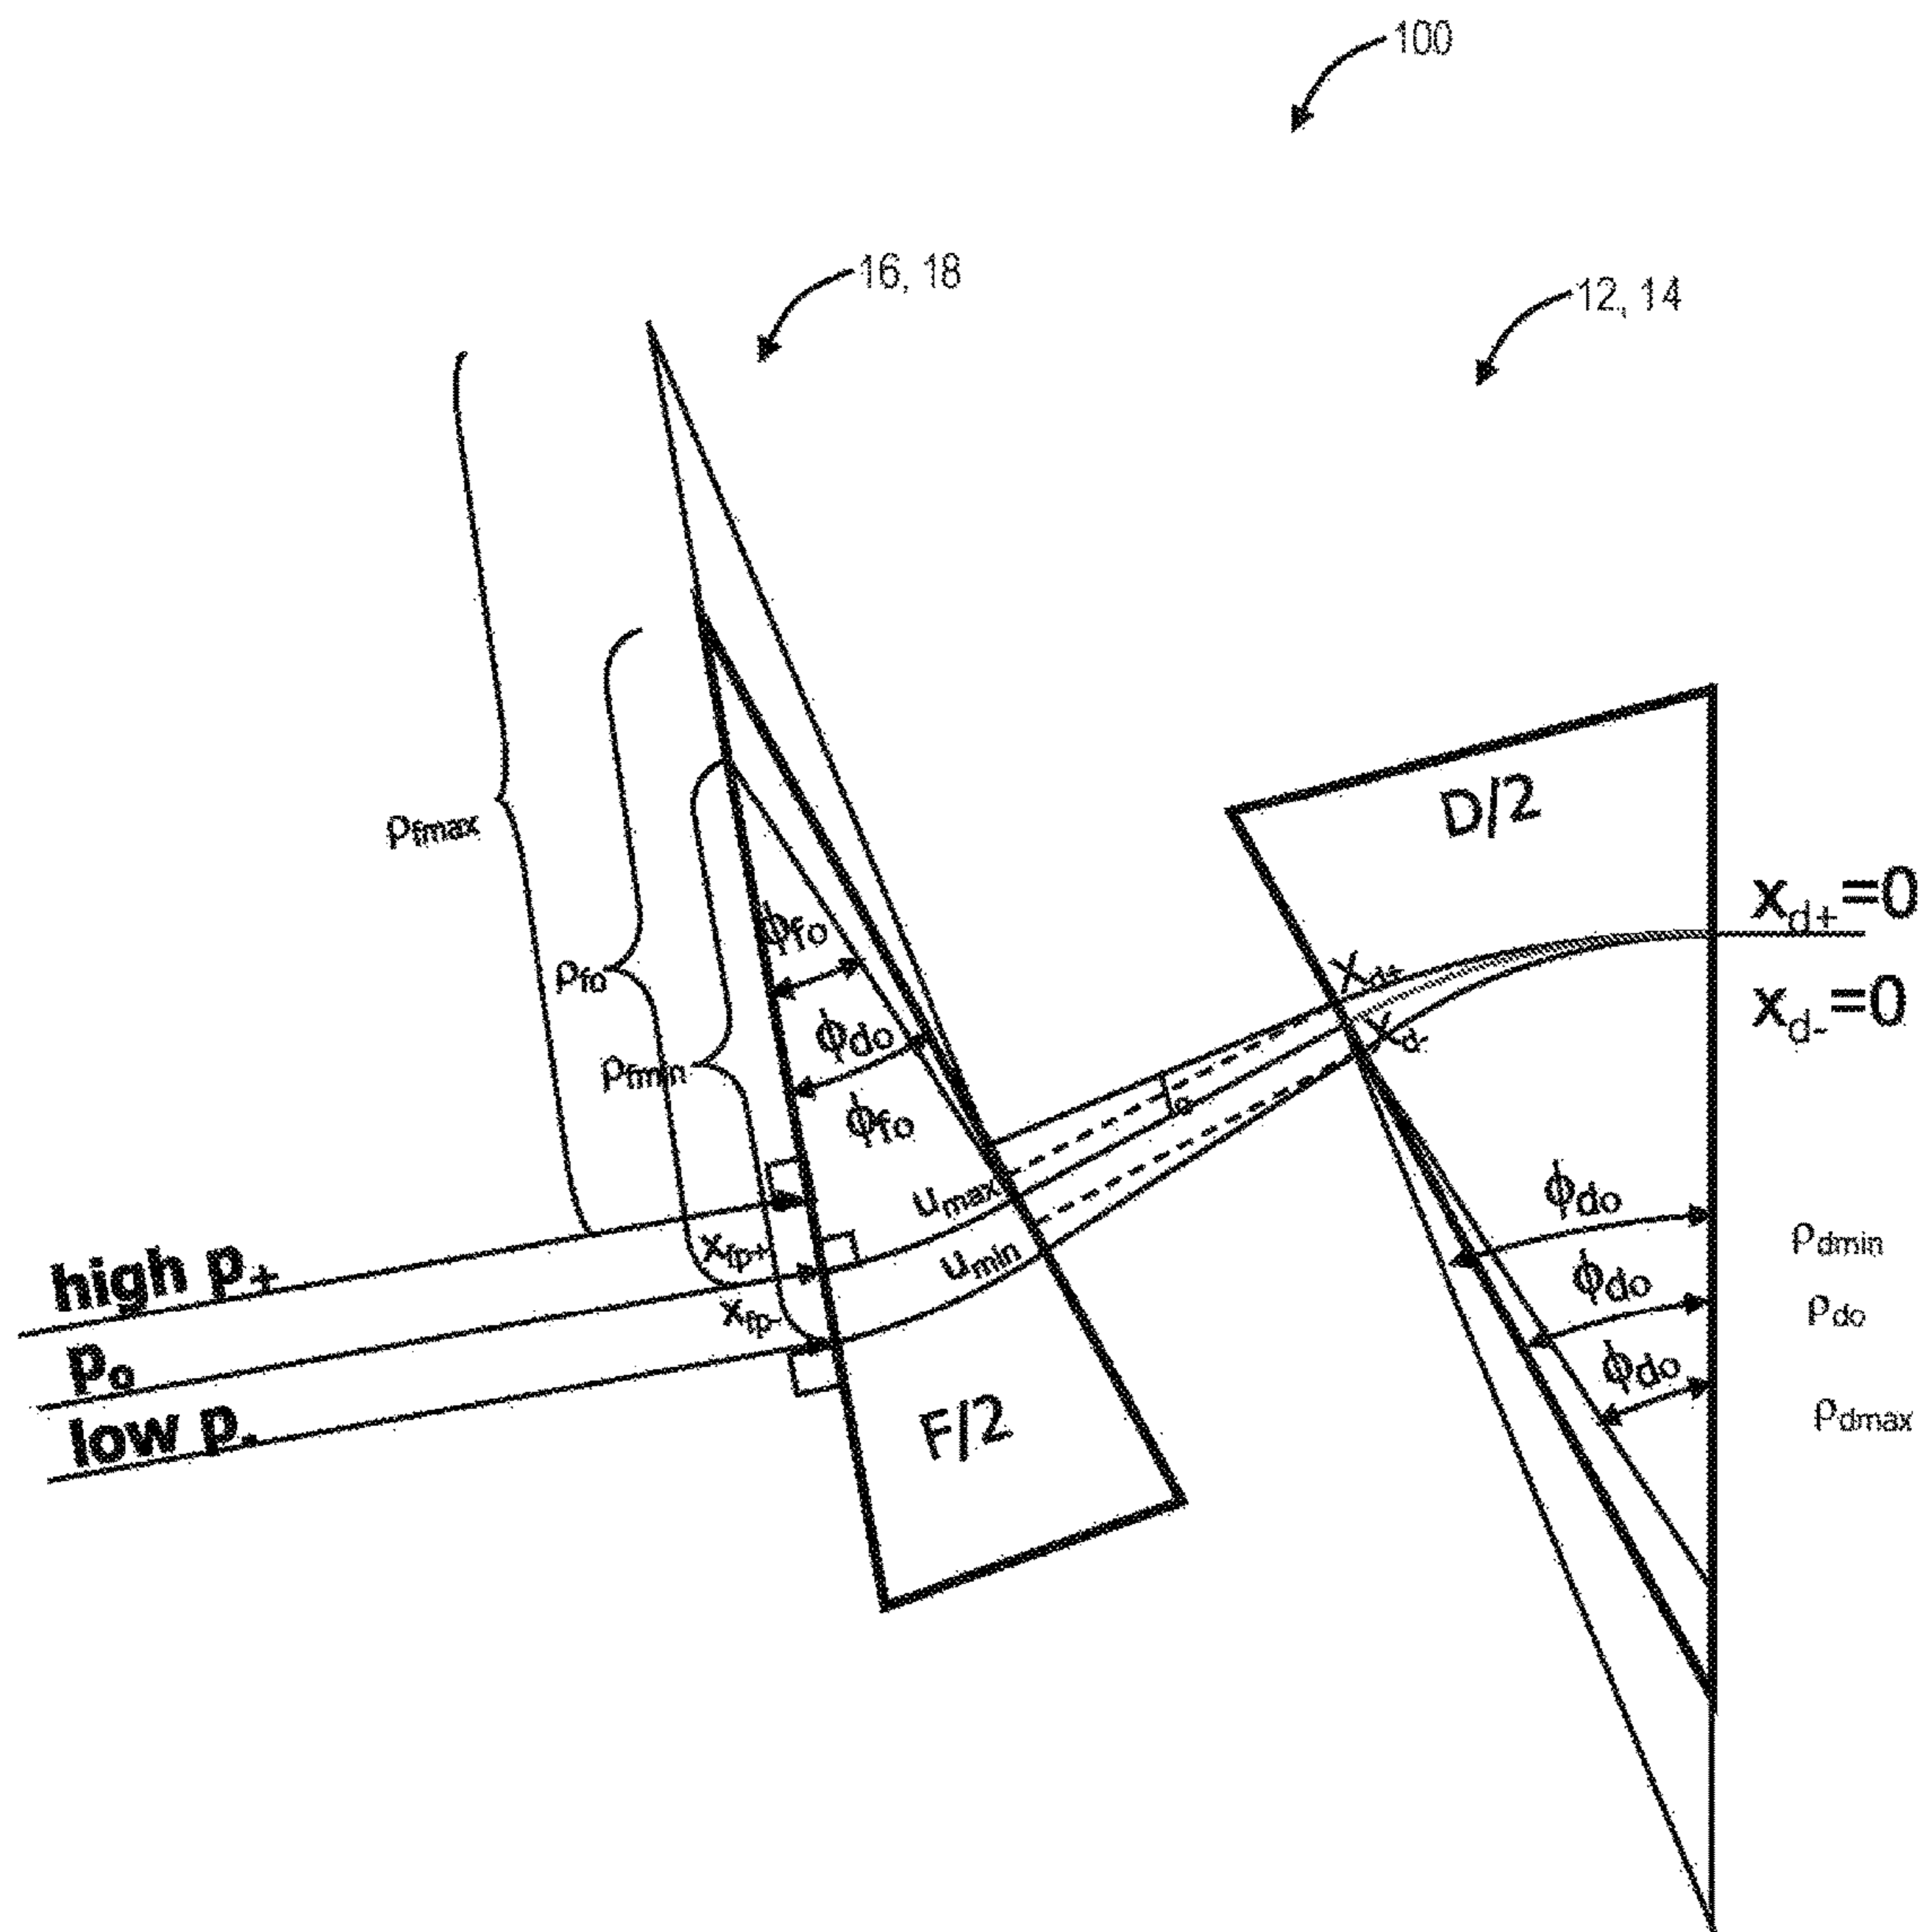 100
16, 18
12, 14
ρfmax
ρfo
ρfmin
ϕfo
ϕdo
ϕfo
D/2
xd+=0
xd-=0
xd+
xd-
umax
umin
high p+
po
low p-
xfp+
xfp-
F/2
ϕdo
ρdmin
ϕdo
ρdo
ϕdo
ρdmax